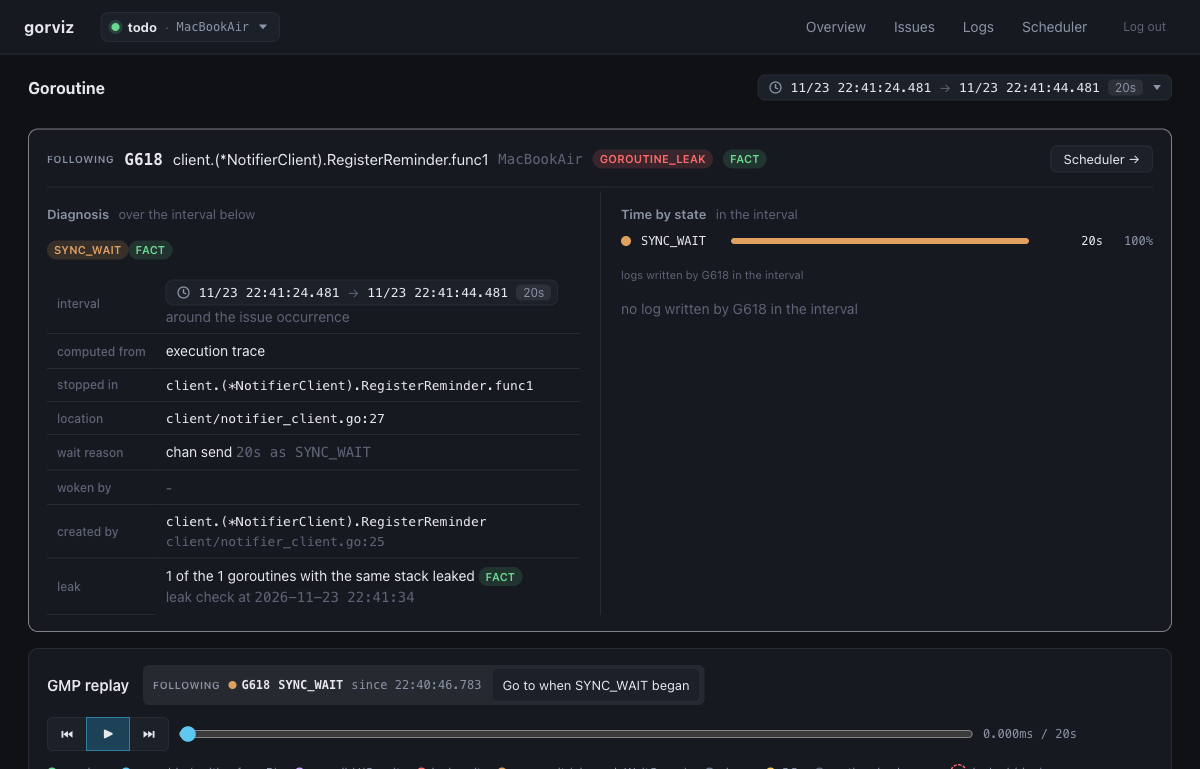 gorviz todo · MacBookAir Overview Issues Logs Scheduler Log out
Goroutine 11/23 22:41:24.481 → 11/23 22:41:44.481 20s
FOLLOWING G618 client.(*NotifierClient).RegisterReminder.func1 MacBookAir GOROUTINE_LEAK FACT Scheduler →
Diagnosis over the interval below
SYNC_WAIT FACT
interval 11/23 22:41:24.481 → 11/23 22:41:44.481 20s
around the issue occurrence
computed from execution trace
stopped in client.(*NotifierClient).RegisterReminder.func1
location client/notifier_client.go:27
wait reason chan send 20s as SYNC_WAIT
woken by –
created by client.(*NotifierClient).RegisterReminder
client/notifier_client.go:25
leak 1 of the 1 goroutines with the same stack leaked FACT
leak check at 2026-11-23 22:41:34
Time by state in the interval
SYNC_WAIT 20s 100%
logs written by G618 in the interval
no log written by G618 in the interval
GMP replay FOLLOWING G618 SYNC_WAIT since 22:40:46.783 Go to when SYNC_WAIT began
0.000ms / 20s